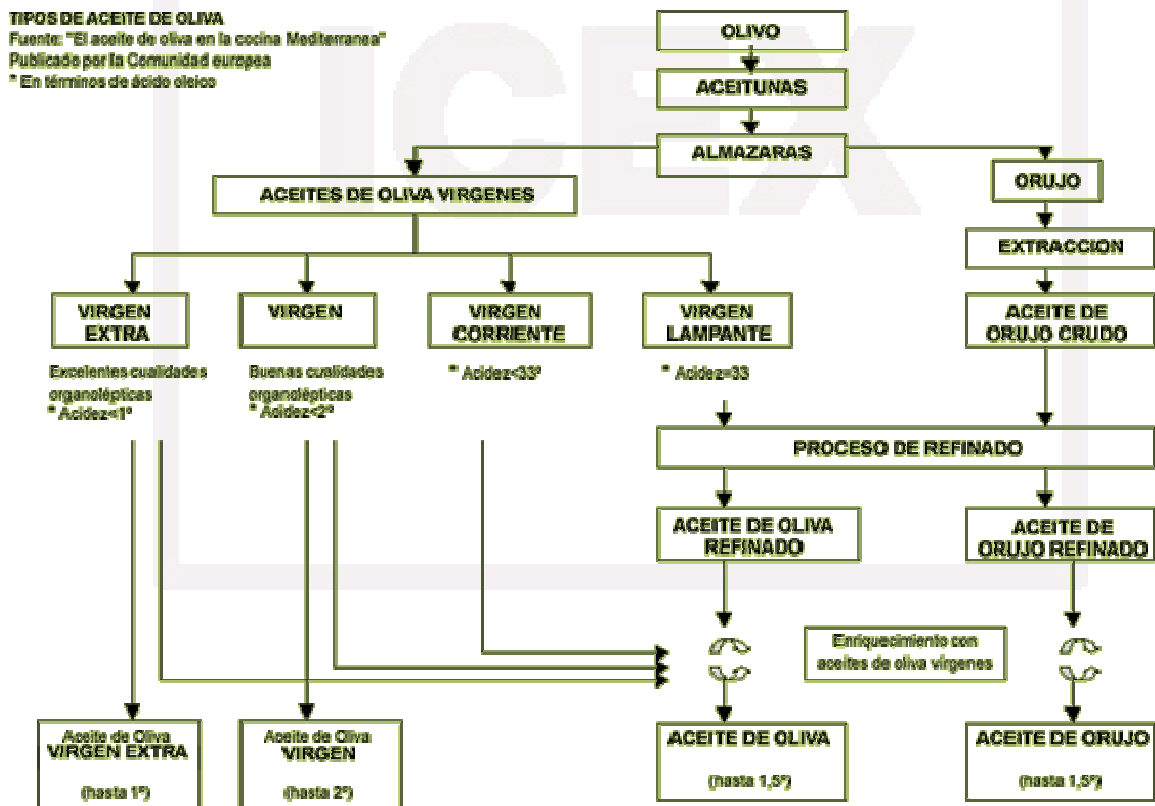 TIPOS DE ACEITE DE OLIVA
Fuente: "El aceite de oliva en la cocina Mediterranea"
Publicado por la Comunidad europea
* En términos de ácido oleico
ICEX
OLIVO
ACEITUNAS
ALMAZARAS
ACEITES DE OLIVA VIRGENES
ORUJO
EXTRACCION
VIRGEN
EXTRA
VIRGEN
VIRGEN
CORRIENTE
VIRGEN
LAMPANTE
ACEITE DE
ORUJO CRUDO
Excelentes cualidades
organolépticas
* Acidez<1º
Buenas cualidades
organolépticas
* Acidez<2º
* Acidez<33º
* Acidez=33
PROCESO DE REFINADO
ACEITE DE OLIVA
REFINADO
ACEITE DE
ORUJO REFINADO
Enriquecimiento con
aceites de oliva vírgenes
Aceite de Oliva
VIRGEN EXTRA
(hasta 1º)
Aceite de Oliva
VIRGEN
(hasta 2º)
ACEITE DE OLIVA
(hasta 1,5º)
ACEITE DE ORUJO
(hasta 1,5º)